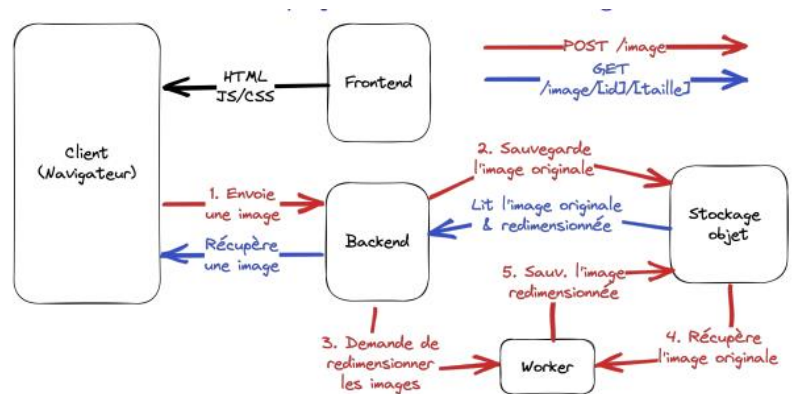 HTML
JS/CSS
Frontend
POST /image
GET
/image/[id]/[taille]
Client
(Navigateur)
1. Envoie
une image
Récupère
une image
Backend
2. Sauvegarde
l'image originale
Lit l'image originale
& redimensionnée
Stockage
objet
5. Sauv. l'image
redimensionnée
3. Demande de
redimensionner
les images
Worker
4. Récupère
l'image originale